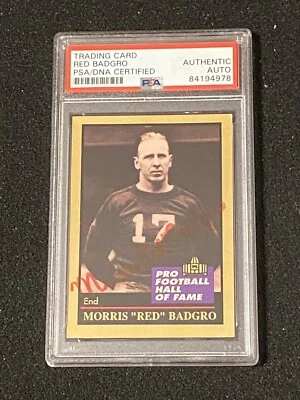 TRADING CARD
RED BADGRO
PSA/DNA CERTIFIED
AUTHENTIC
AUTO
84194978
PSA
17
PRO
FOOTBALL
HALL
OF FAME
End
MORRIS "RED" BADGRO